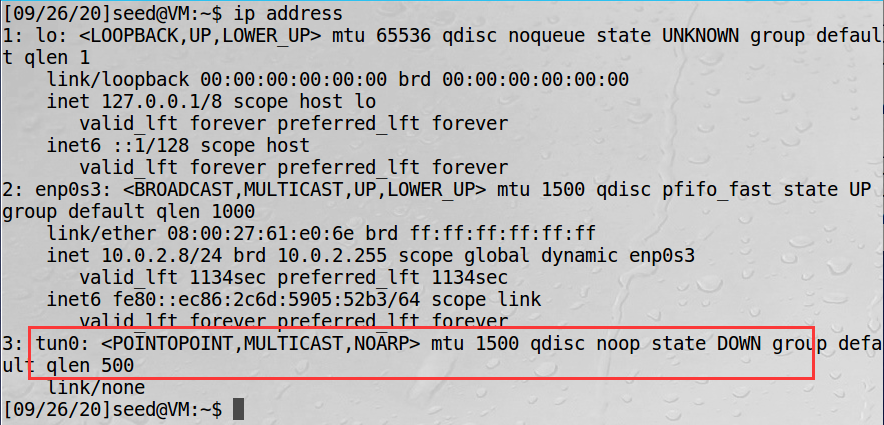 [09/26/20]seed@VM:~$ ip address
1: lo: <LOOPBACK,UP,LOWER_UP> mtu 65536 qdisc noqueue state UNKNOWN group defaul
t qlen 1
    link/loopback 00:00:00:00:00:00 brd 00:00:00:00:00:00
    inet 127.0.0.1/8 scope host lo
       valid_lft forever preferred_lft forever
    inet6 ::1/128 scope host
       valid_lft forever preferred_lft forever
2: enp0s3: <BROADCAST,MULTICAST,UP,LOWER_UP> mtu 1500 qdisc pfifo_fast state UP
group default qlen 1000
    link/ether 08:00:27:61:e0:6e brd ff:ff:ff:ff:ff:ff
    inet 10.0.2.8/24 brd 10.0.2.255 scope global dynamic enp0s3
       valid_lft 1134sec preferred_lft 1134sec
    inet6 fe80::ec86:2c6d:5905:52b3/64 scope link
       valid_lft forever preferred_lft forever
3: tun0: <POINTOPOINT,MULTICAST,NOARP> mtu 1500 qdisc noop state DOWN group defa
ult qlen 500
    link/none
[09/26/20]seed@VM:~$